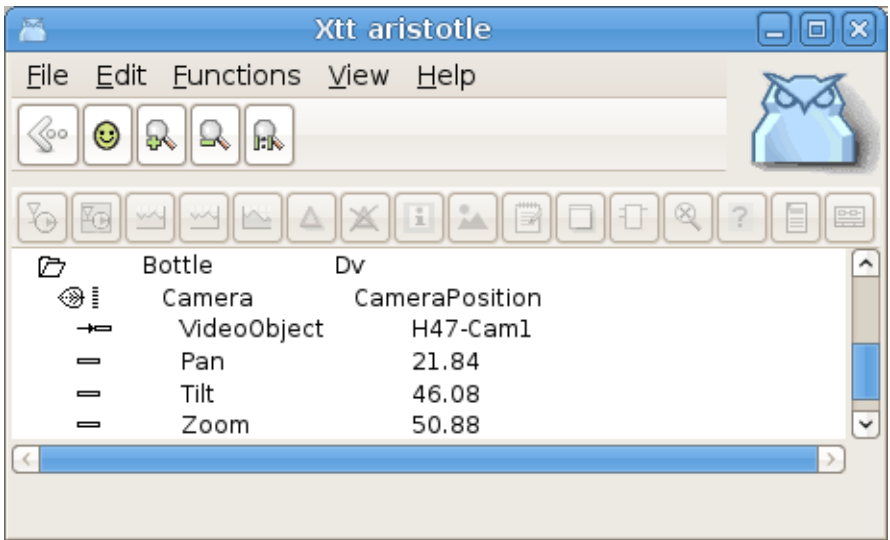 Xtt aristotle
File Edit Functions View Help
Bottle Dv
Camera CameraPosition
VideoObject H47-Cam1
Pan 21.84
Tilt 46.08
Zoom 50.88